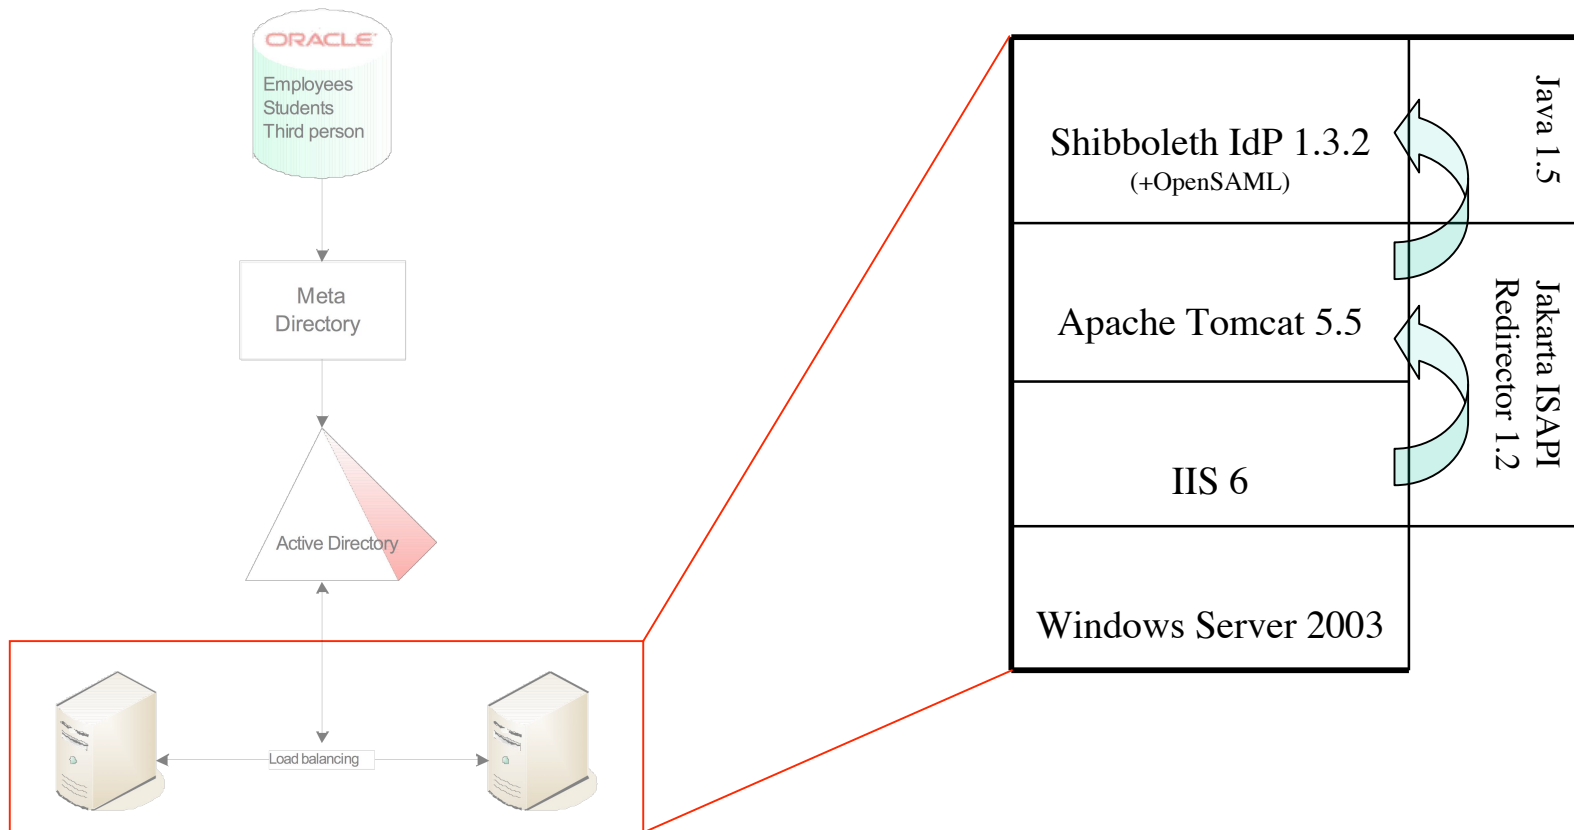 ORACLE
Employees
Students
Third person
Meta
Directory
Active Directory
Load balancing
Shibboleth IdP 1.3.2
(+OpenSAML)
Java 1.5
Apache Tomcat 5.5
Jakarta ISAPI
Redirector 1.2
IIS 6
Windows Server 2003